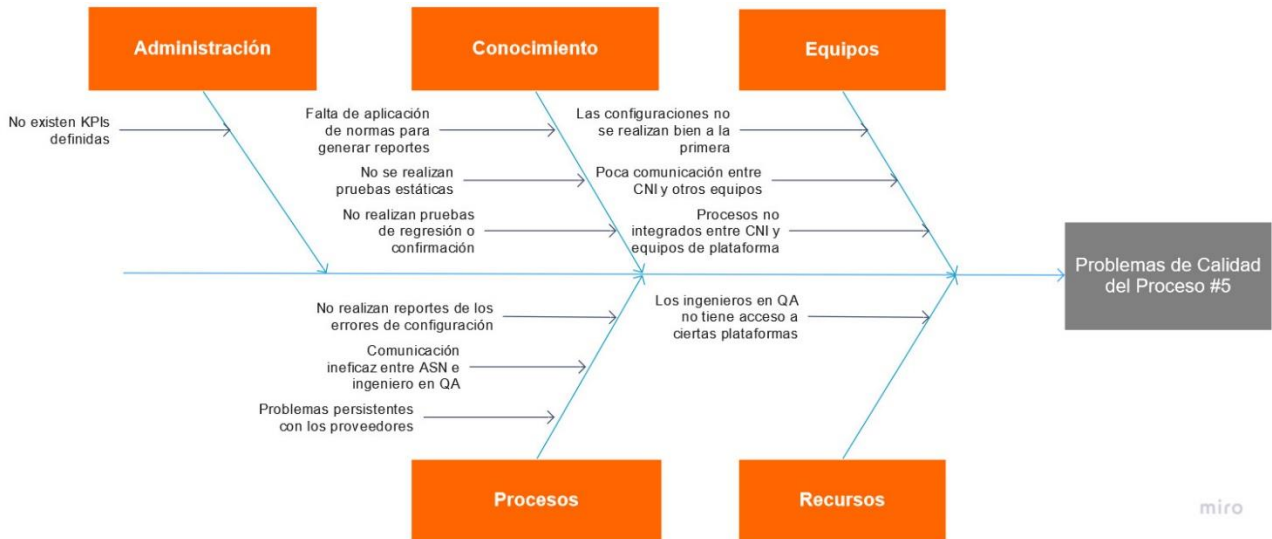 Administración
Conocimiento
Equipos
No existen KPIs
definidas
Falta de aplicación
de normas para
generar reportes
No se realizan
pruebas estáticas
No realizan pruebas
de regresión o
confirmación
Las configuraciones no
se realizan bien a la
primera
Poca comunicación entre
CNI y otros equipos
Procesos no
integrados entre CNI y
equipos de plataforma
Problemas de Calidad
del Proceso #5
No realizan reportes de los
errores de configuración
Comunicación
ineficaz entre ASN e
ingeniero en QA
Problemas persistentes
con los proveedores
Los ingenieros en QA
no tiene acceso a
ciertas plataformas
Procesos
Recursos
miro